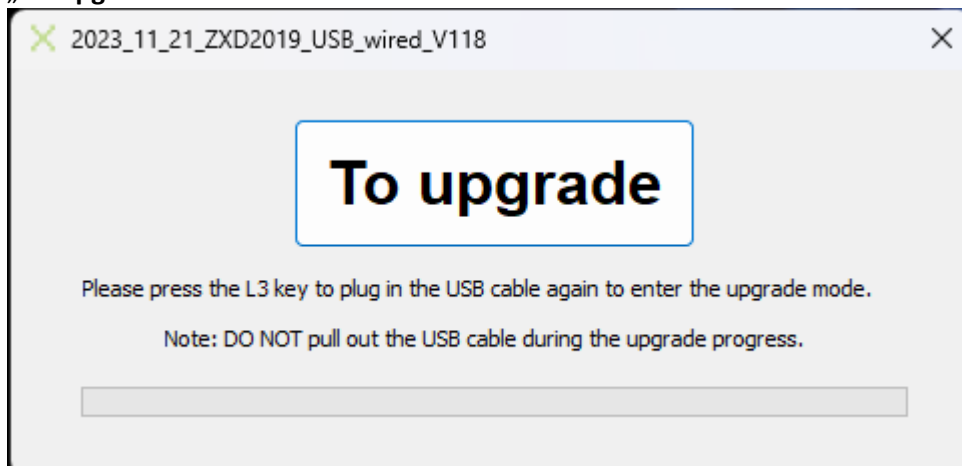 2023_11_21_ZXD2019_USB_wired_V118
To upgrade
Please press the L3 key to plug in the USB cable again to enter the upgrade mode.
Note: DO NOT pull out the USB cable during the upgrade progress.